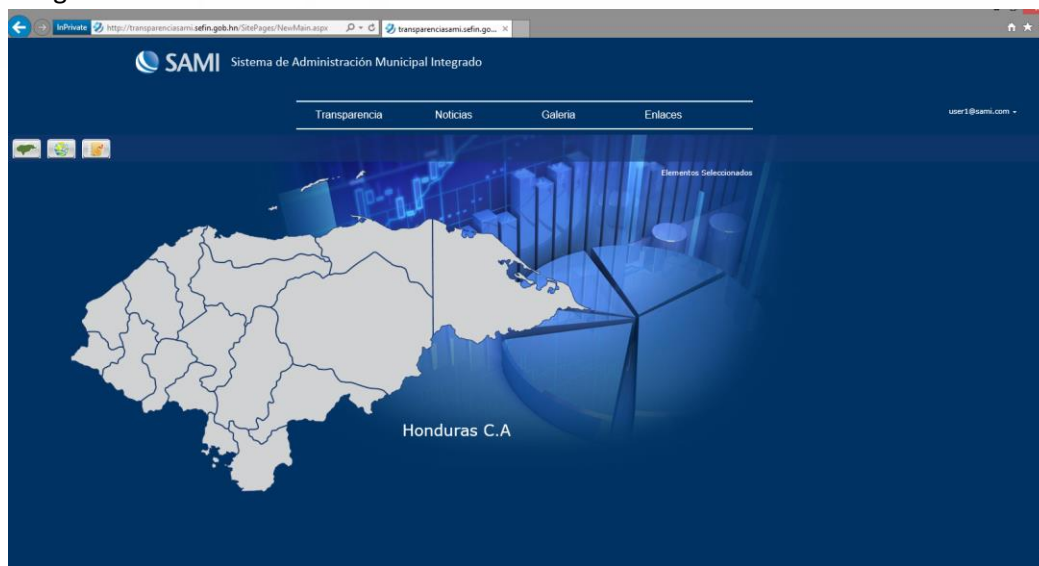 InPrivate http://transparenciasami.sefin.gob.hn/SitePages/NewMain.aspx transparenciasami.sefin.go...
SAMI Sistema de Administración Municipal Integrado
Transparencia Noticias Galeria Enlaces
user1@sami.com
Elementos Seleccionados
Honduras C.A